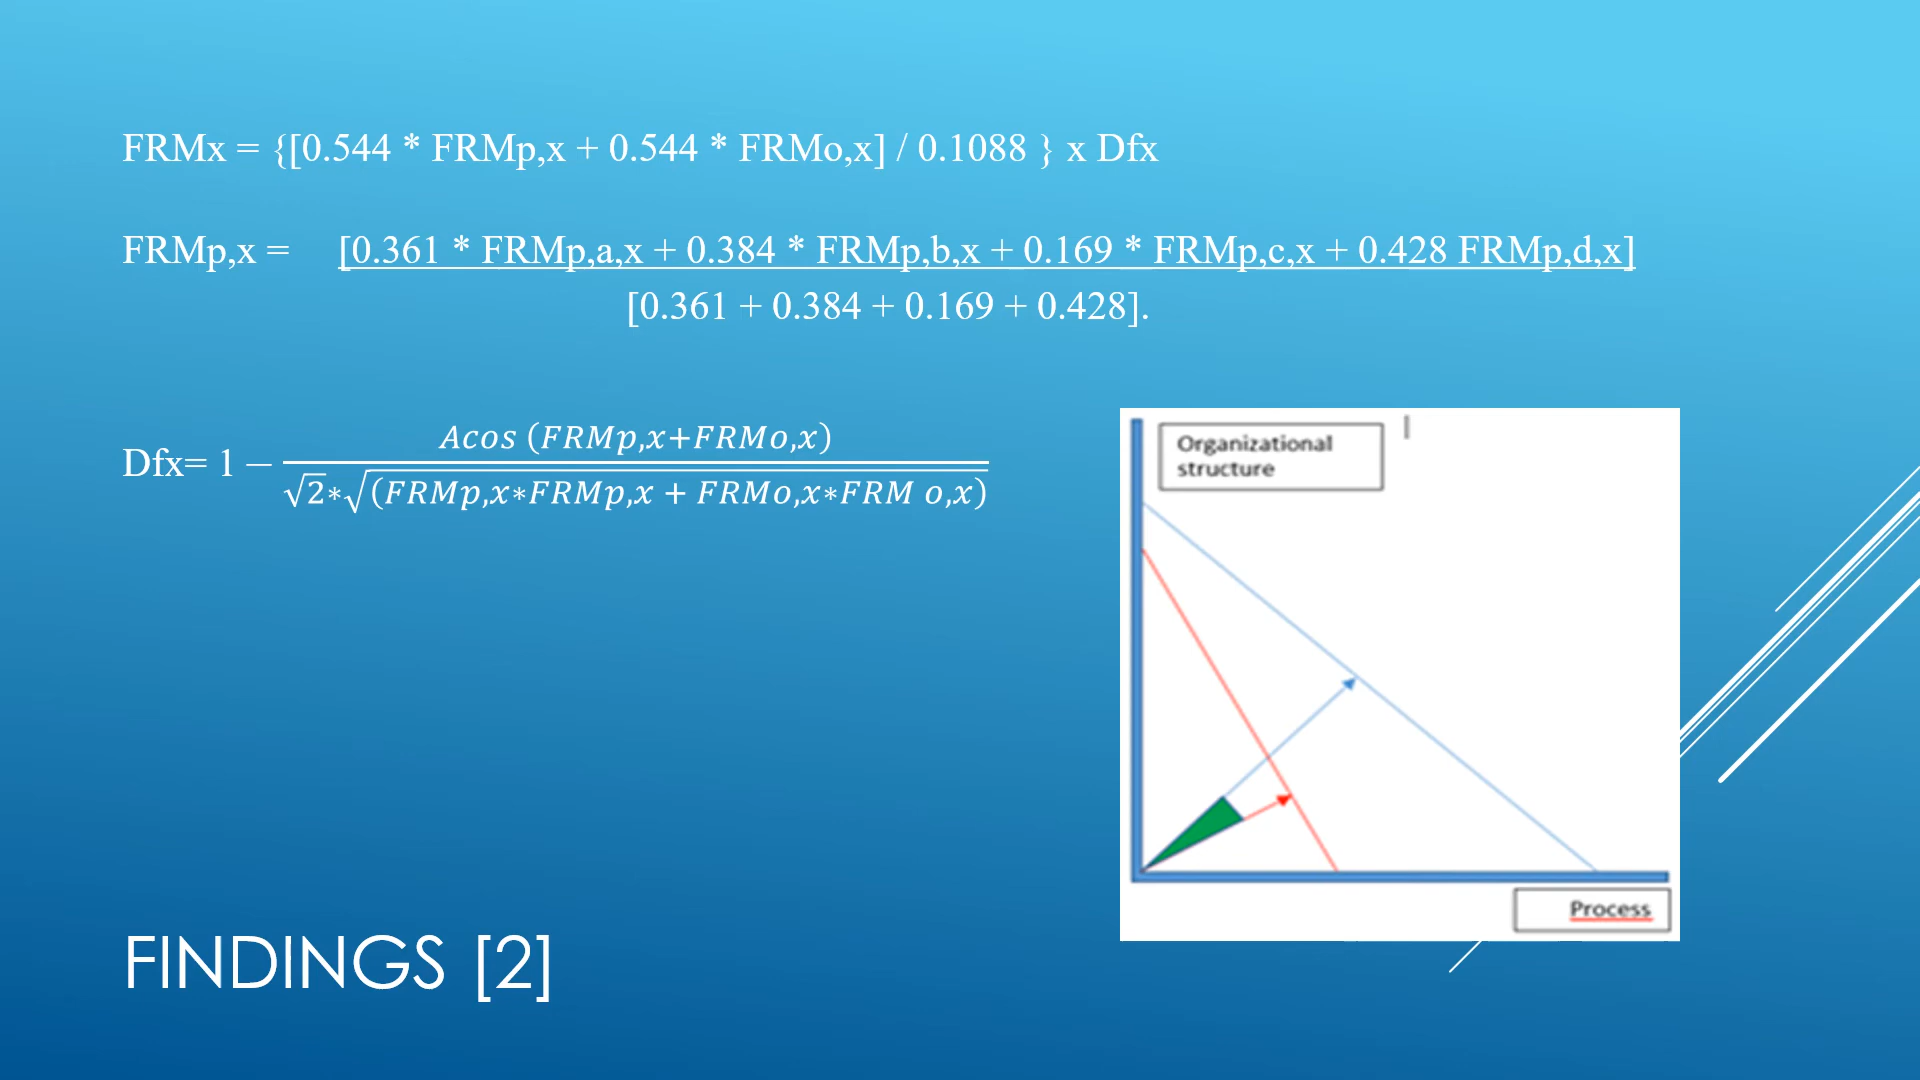 FRMx = {[0.544 * FRMp,x + 0.544 * FRMo,x] / 0.1088 } x Dfx
FRMp,x = [0.361 * FRMp,a,x + 0.384 * FRMp,b,x + 0.169 * FRMp,c,x + 0.428 FRMp,d,x]
[0.361 + 0.384 + 0.169 + 0.428].
Dfx= 1 − Acos (FRMp,x+FRMo,x)
√2*√(FRMp,x*FRMp,x + FRMo,x*FRM o,x)
Organizational
structure
Process
FINDINGS [2]